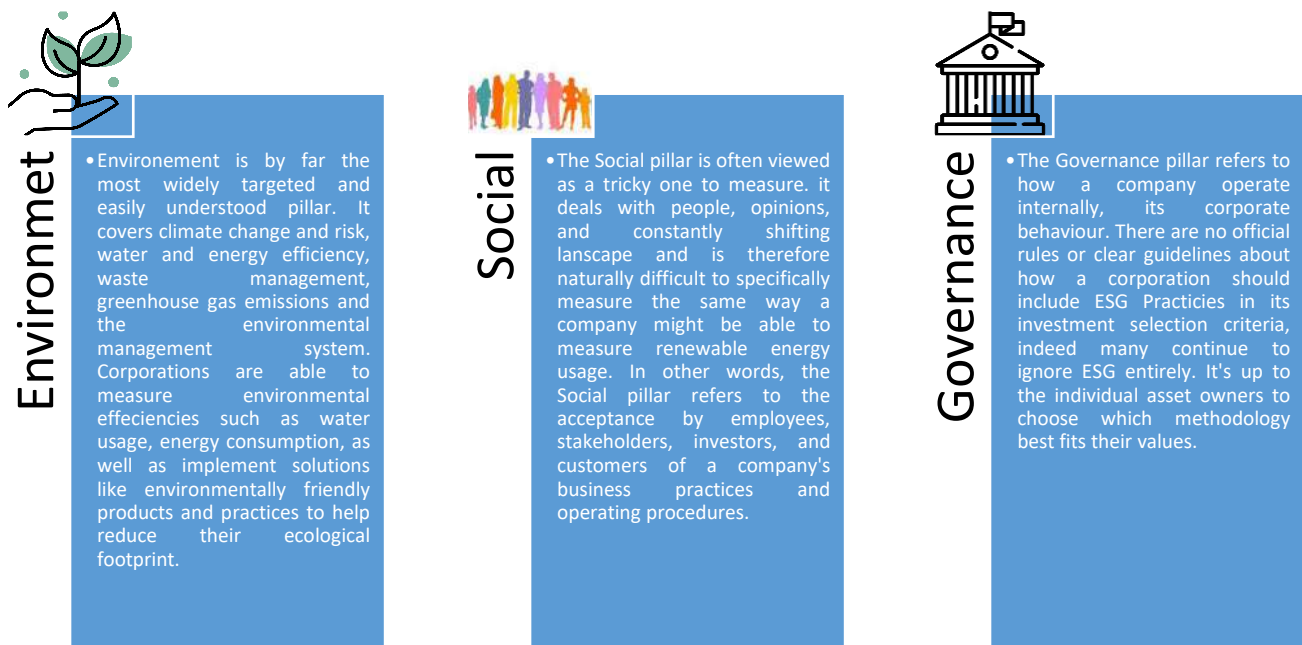 Environmet
•Environement is by far the
most widely targeted and
easily understood pillar. It
covers climate change and risk,
water and energy efficiency,
waste management,
greenhouse gas emissions and
the environmental
management system.
Corporations are able to
measure environmental
effeciencies such as water
usage, energy consumption, as
well as implement solutions
like environmentally friendly
products and practices to help
reduce their ecological
footprint.
Social
•The Social pillar is often viewed
as a tricky one to measure. it
deals with people, opinions,
and constantly shifting
lanscape and is therefore
naturally difficult to specifically
measure the same way a
company might be able to
measure renewable energy
usage. In other words, the
Social pillar refers to the
acceptance by employees,
stakeholders, investors, and
customers of a company's
business practices and
operating procedures.
Governance
•The Governance pillar refers to
how a company operate
internally, its corporate
behaviour. There are no official
rules or clear guidelines about
how a corporation should
include ESG Practicies in its
investment selection criteria,
indeed many continue to
ignore ESG entirely. It's up to
the individual asset owners to
choose which methodology
best fits their values.